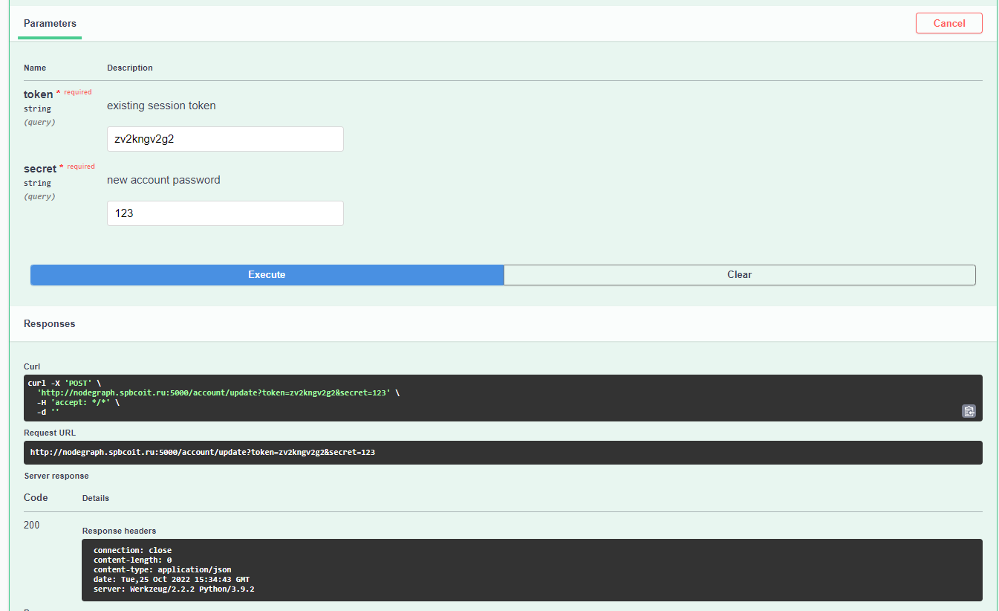 Parameters
Cancel
Name Description
token * required
string
(query)
existing session token
zv2kngv2g2
secret * required
string
(query)
new account password
123
Execute Clear
Responses
Curl
curl -X 'POST' \
'http://nodegraph.spbcoit.ru:5000/account/update?token=zv2kngv2g2&secret=123' \
-H 'accept: */*' \
-d ''
Request URL
http://nodegraph.spbcoit.ru:5000/account/update?token=zv2kngv2g2&secret=123
Server response
Code Details
200
Response headers
connection: close
content-length: 0
content-type: application/json
date: Tue,25 Oct 2022 15:34:43 GMT
server: Werkzeug/2.2.2 Python/3.9.2